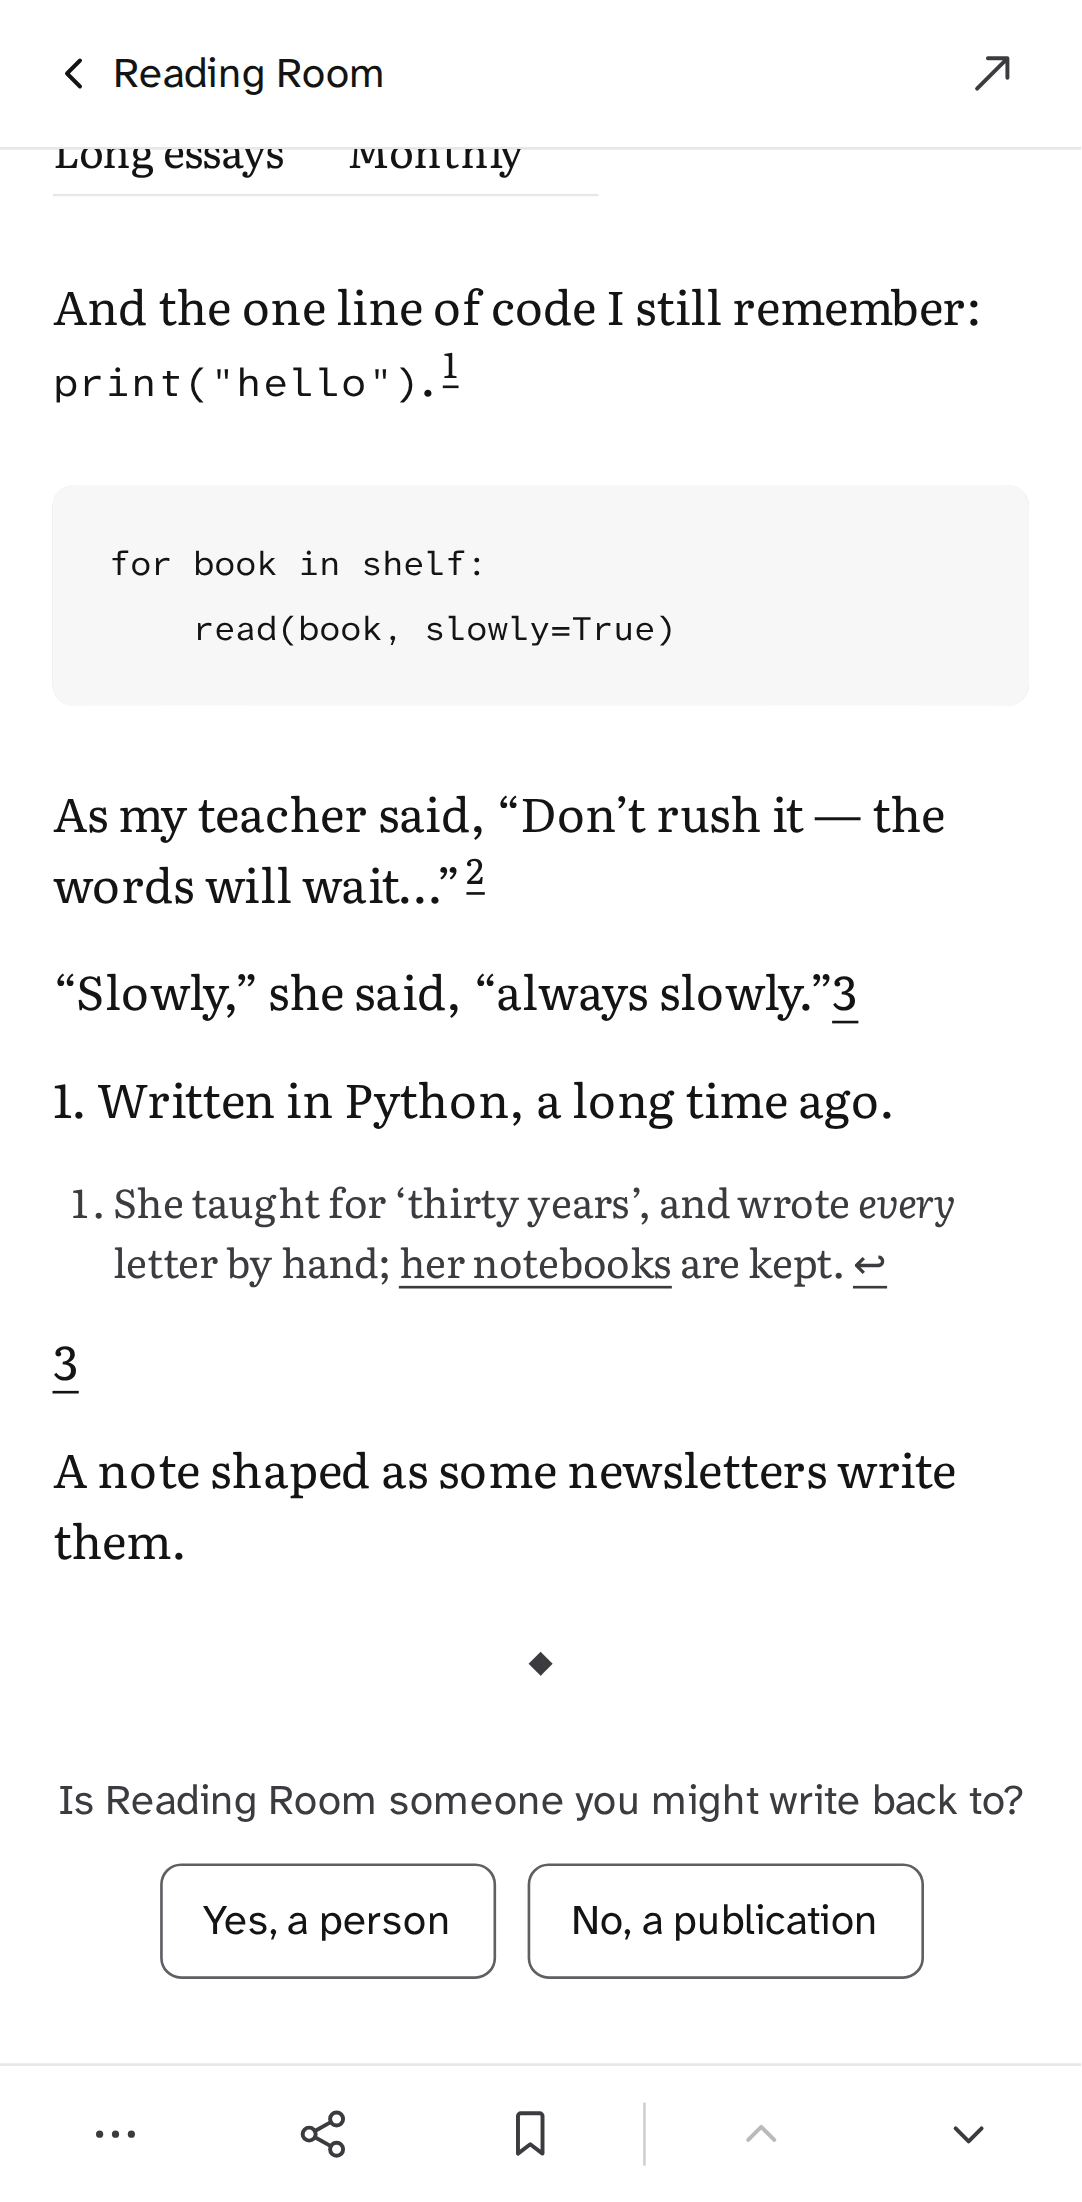 Reading Room
Long essays Monthly
And the one line of code I still remember:
print("hello").1
for book in shelf:
    read(book, slowly=True)
As my teacher said, “Don’t rush it — the
words will wait…” 2
“Slowly,” she said, “always slowly.”3
1. Written in Python, a long time ago.
1. She taught for ‘thirty years’, and wrote every
letter by hand; her notebooks are kept. ↩
3
A note shaped as some newsletters write
them.
◆
Is Reading Room someone you might write back to?
Yes, a person No, a publication